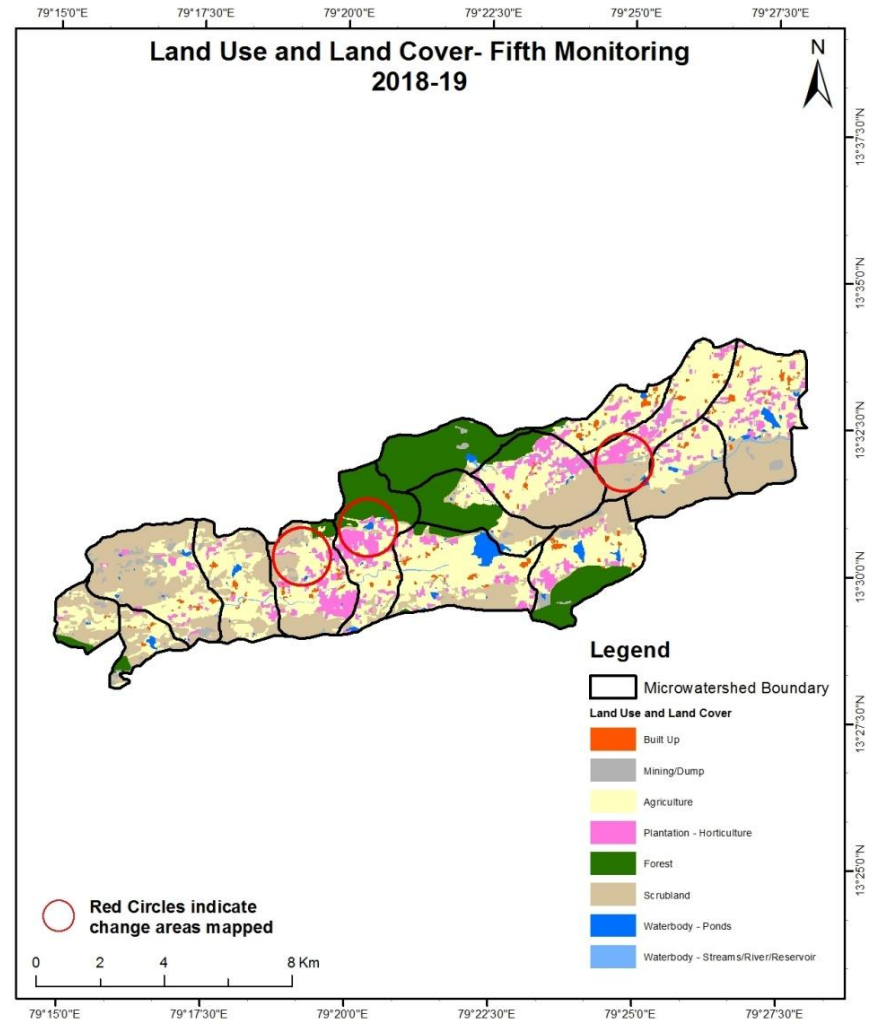 79°15'0"E 79°17'30"E 79°20'0"E 79°22'30"E 79°25'0"E 79°27'30"E
Land Use and Land Cover- Fifth Monitoring
2018-19
N
13°37'30"N
13°35'0"N
13°32'30"N
13°30'0"N
13°27'30"N
13°25'0"N
Legend
Microwatershed Boundary
Land Use and Land Cover
Built Up
Mining/Dump
Agriculture
Plantation - Horticulture
Forest
Scrubland
Waterbody - Ponds
Waterbody - Streams/River/Reservoir
Red Circles indicate
change areas mapped
0 2 4 8 Km
79°15'0"E 79°17'30"E 79°20'0"E 79°22'30"E 79°25'0"E 79°27'30"E